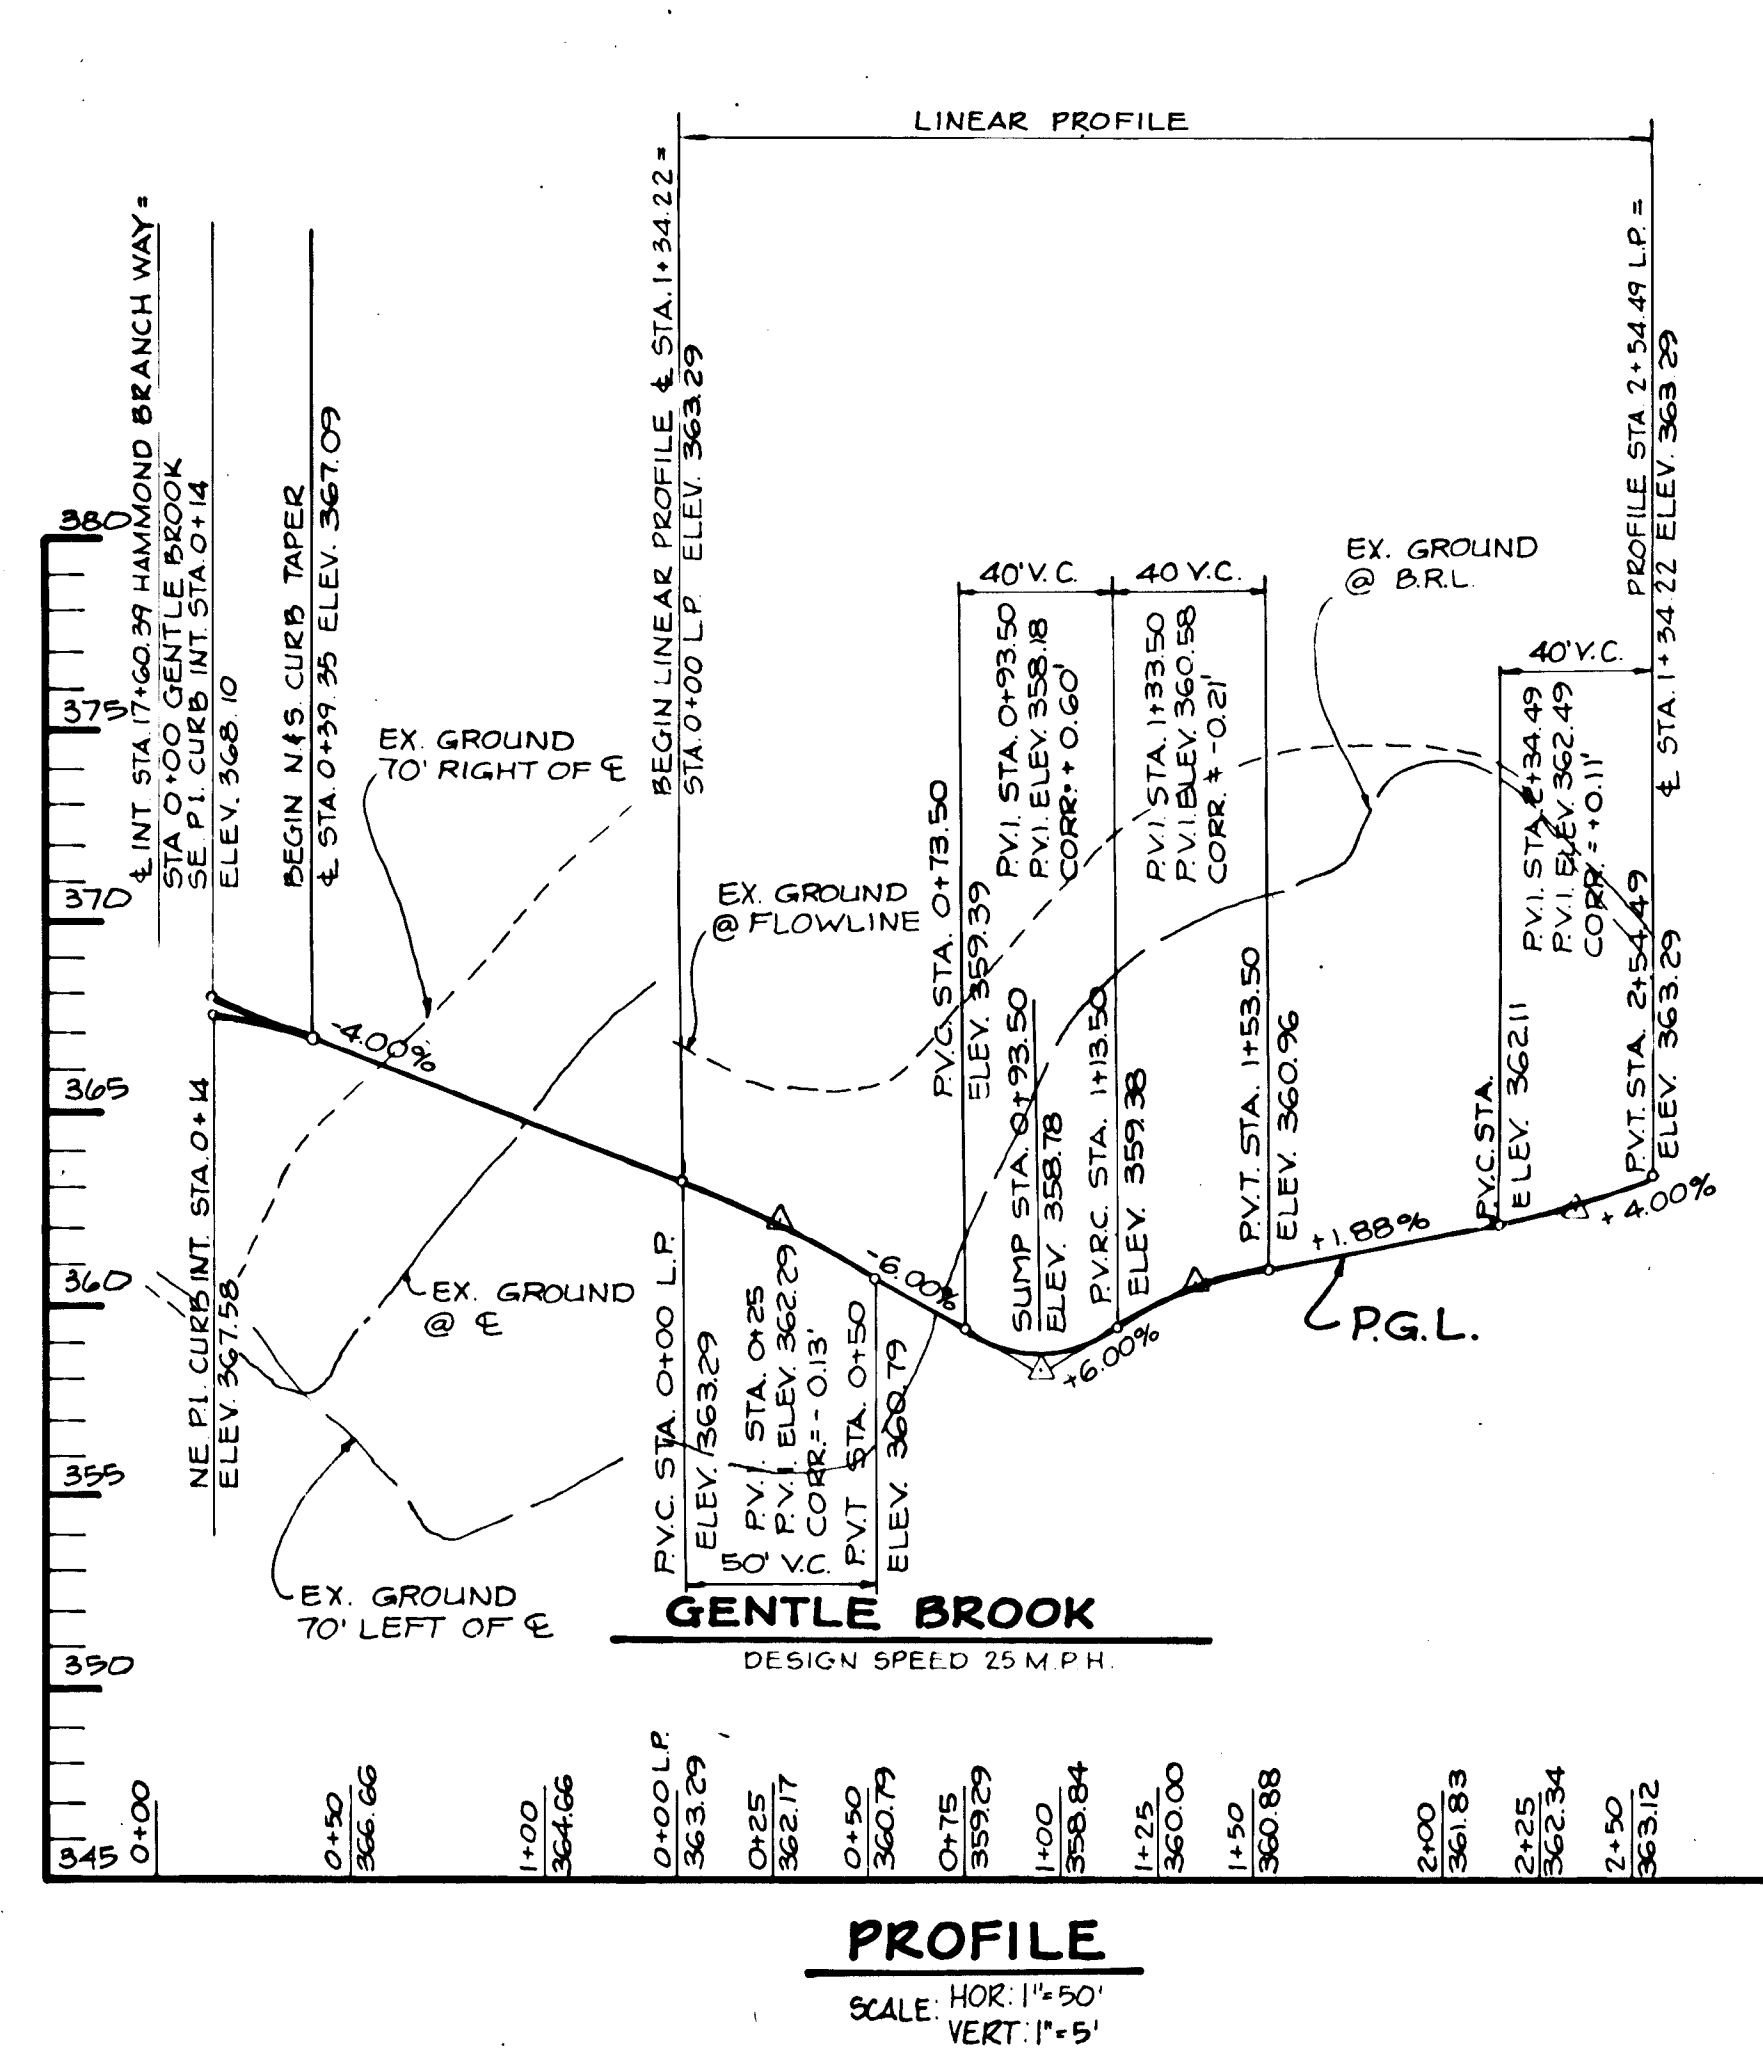 LINEAR PROFILE
℄ INT. STA. 17+60.39 HAMMOND BRANCH WAY =
STA 0+00 GENTLE BROOK
SE. P.I. CURB INT. STA. 0+14
ELEV. 368.10
BEGIN N&S. CURB TAPER
℄ STA. 0+39.35 ELEV. 367.09
BEGIN LINEAR PROFILE ℄ STA. 1+34.22 =
STA. 0+00 L.P. ELEV. 363.29
PROFILE STA 2+54.49 L.P. =
℄ STA. 1+34.22 ELEV. 363.29
EX. GROUND
@ B.R.L.
40' V.C.
40 V.C.
40' V.C.
P.V.I. STA. 0+93.50
P.V.I. ELEV. 358.18
CORR. + 0.60'
P.V.I. STA. 1+33.50
P.V.I. ELEV. 360.58
CORR. = -0.21'
P.V.I. STA. 2+34.49
P.V.I. ELEV. 362.49
CORR. = +0.11'
EX. GROUND
70' RIGHT OF ℄
EX. GROUND
@ FLOWLINE
P.V.C. STA. 0+73.50
ELEV. 359.39
SUMP STA. 0+93.50
ELEV. 358.78
P.V.R.C. STA. 1+13.50
ELEV. 359.38
P.V.T. STA. 1+53.50
ELEV. 360.96
P.V.C. STA.
ELEV. 362.11
P.V.T. STA. 2+54.49
ELEV. 363.29
-4.00%
-6.00%
+6.00%
+1.88%
+4.00%
P.G.L.
NE. P.I. CURB INT. STA. 0+14
ELEV. 367.58
EX. GROUND
@ ℄
EX. GROUND
70' LEFT OF ℄
P.V.C. STA. 0+00 L.P.
ELEV. 363.29
P.V.I. STA. 0+25
P.V.I. ELEV. 362.29
CORR. = -0.13'
P.V.T STA. 0+50
ELEV. 360.79
50' V.C.
380
375
370
365
360
355
350
345
GENTLE BROOK
DESIGN SPEED 25 M.P.H.
0+00
0+50
366.66
1+00
364.66
0+00 L.P.
363.29
0+25
362.17
0+50
360.79
0+75
359.29
1+00
358.84
1+25
360.00
1+50
360.88
2+00
361.83
2+25
362.34
2+50
363.12
PROFILE
SCALE: HOR: 1"=50'
VERT: 1"=5'